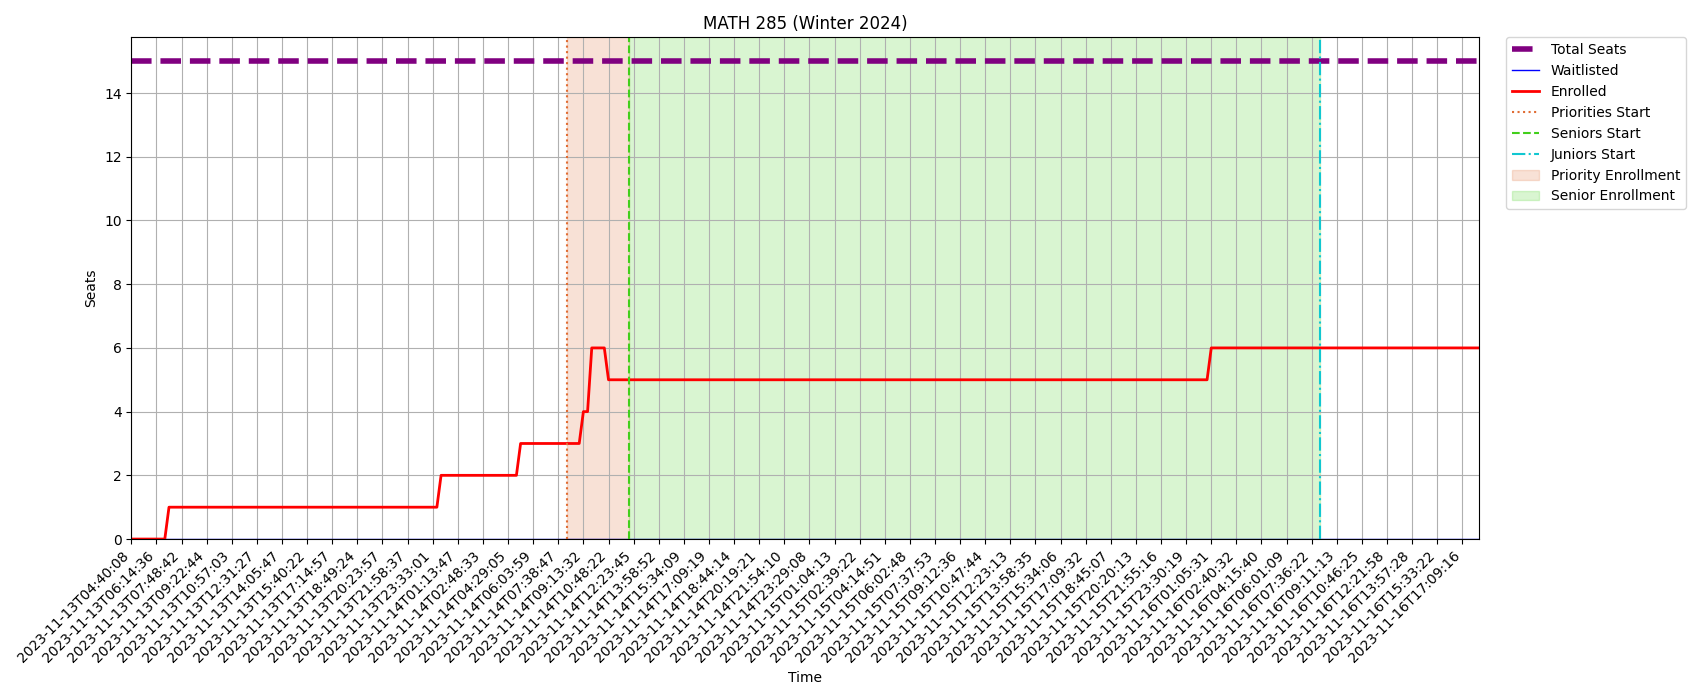 MATH 285 (Winter 2024)
Total Seats
Waitlisted
Enrolled
Priorities Start
Seniors Start
Juniors Start
Priority Enrollment
Senior Enrollment
Seats
14
12
10
8
6
4
2
0
2023-11-13T04:40:08
2023-11-13T06:14:36
2023-11-13T07:48:42
2023-11-13T09:22:44
2023-11-13T10:57:03
2023-11-13T12:31:27
2023-11-13T14:05:47
2023-11-13T15:40:22
2023-11-13T17:14:57
2023-11-13T18:49:24
2023-11-13T20:23:57
2023-11-13T21:58:37
2023-11-13T23:33:01
2023-11-14T01:13:47
2023-11-14T02:48:33
2023-11-14T04:29:05
2023-11-14T06:03:59
2023-11-14T07:38:47
2023-11-14T09:13:32
2023-11-14T10:48:22
2023-11-14T12:23:45
2023-11-14T13:58:52
2023-11-14T15:34:09
2023-11-14T17:09:19
2023-11-14T18:44:14
2023-11-14T20:19:21
2023-11-14T21:54:10
2023-11-14T23:29:08
2023-11-15T01:04:13
2023-11-15T02:39:22
2023-11-15T04:14:51
2023-11-15T06:02:48
2023-11-15T07:37:53
2023-11-15T09:12:36
2023-11-15T10:47:44
2023-11-15T12:23:13
2023-11-15T13:58:35
2023-11-15T15:34:06
2023-11-15T17:09:32
2023-11-15T18:45:07
2023-11-15T20:20:13
2023-11-15T21:55:16
2023-11-15T23:30:19
2023-11-16T01:05:31
2023-11-16T02:40:32
2023-11-16T04:15:40
2023-11-16T06:01:09
2023-11-16T07:36:22
2023-11-16T09:11:13
2023-11-16T10:46:25
2023-11-16T12:21:58
2023-11-16T13:57:28
2023-11-16T15:33:22
2023-11-16T17:09:16
Time